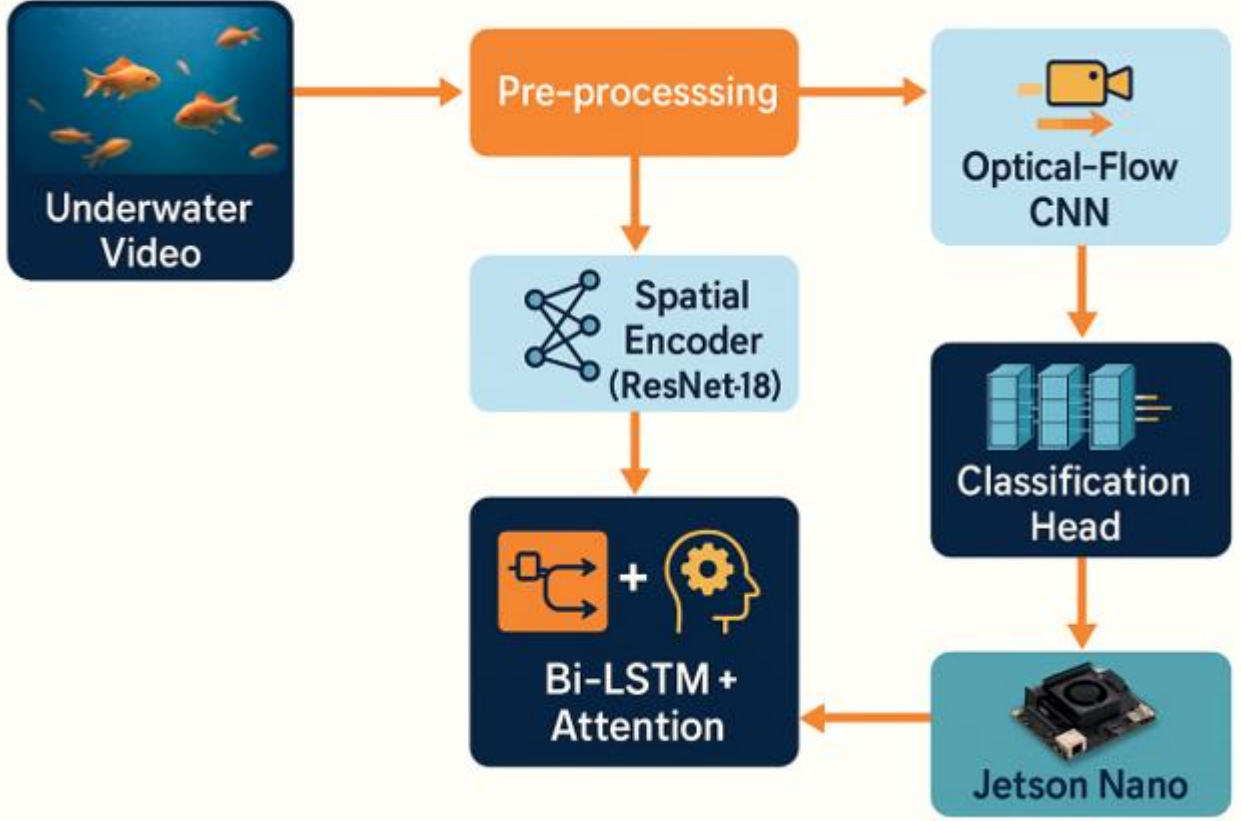 Underwater
Video
Pre-processsing
Optical-Flow
CNN
Spatial
Encoder
(ResNet-18)
Classification
Head
Bi-LSTM +
Attention
Jetson Nano